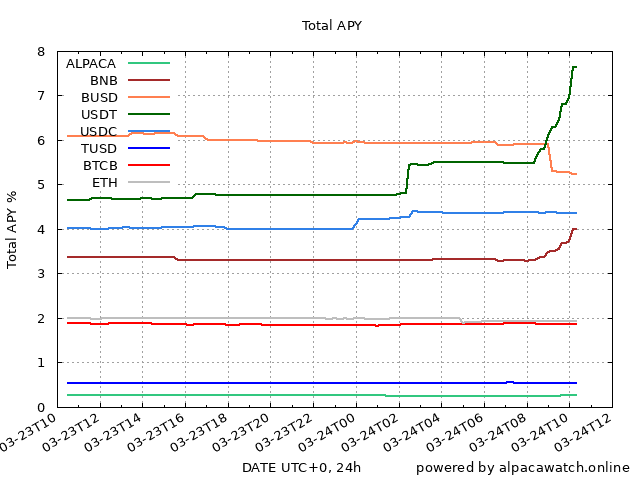 Total APY
Total APY %
8
7
6
5
4
3
2
1
0
ALPACA
BNB
BUSD
USDT
USDC
TUSD
BTCB
ETH
03-23T10
03-23T12
03-23T14
03-23T16
03-23T18
03-23T20
03-23T22
03-24T00
03-24T02
03-24T04
03-24T06
03-24T08
03-24T10
03-24T12
DATE UTC+0, 24h
powered by alpacawatch.online